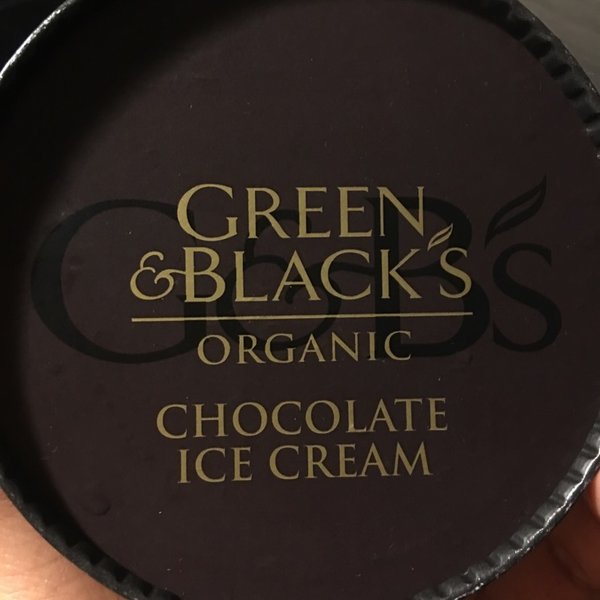 GREEN
&BLACK'S
G&B's
ORGANIC
CHOCOLATE
ICE CREAM